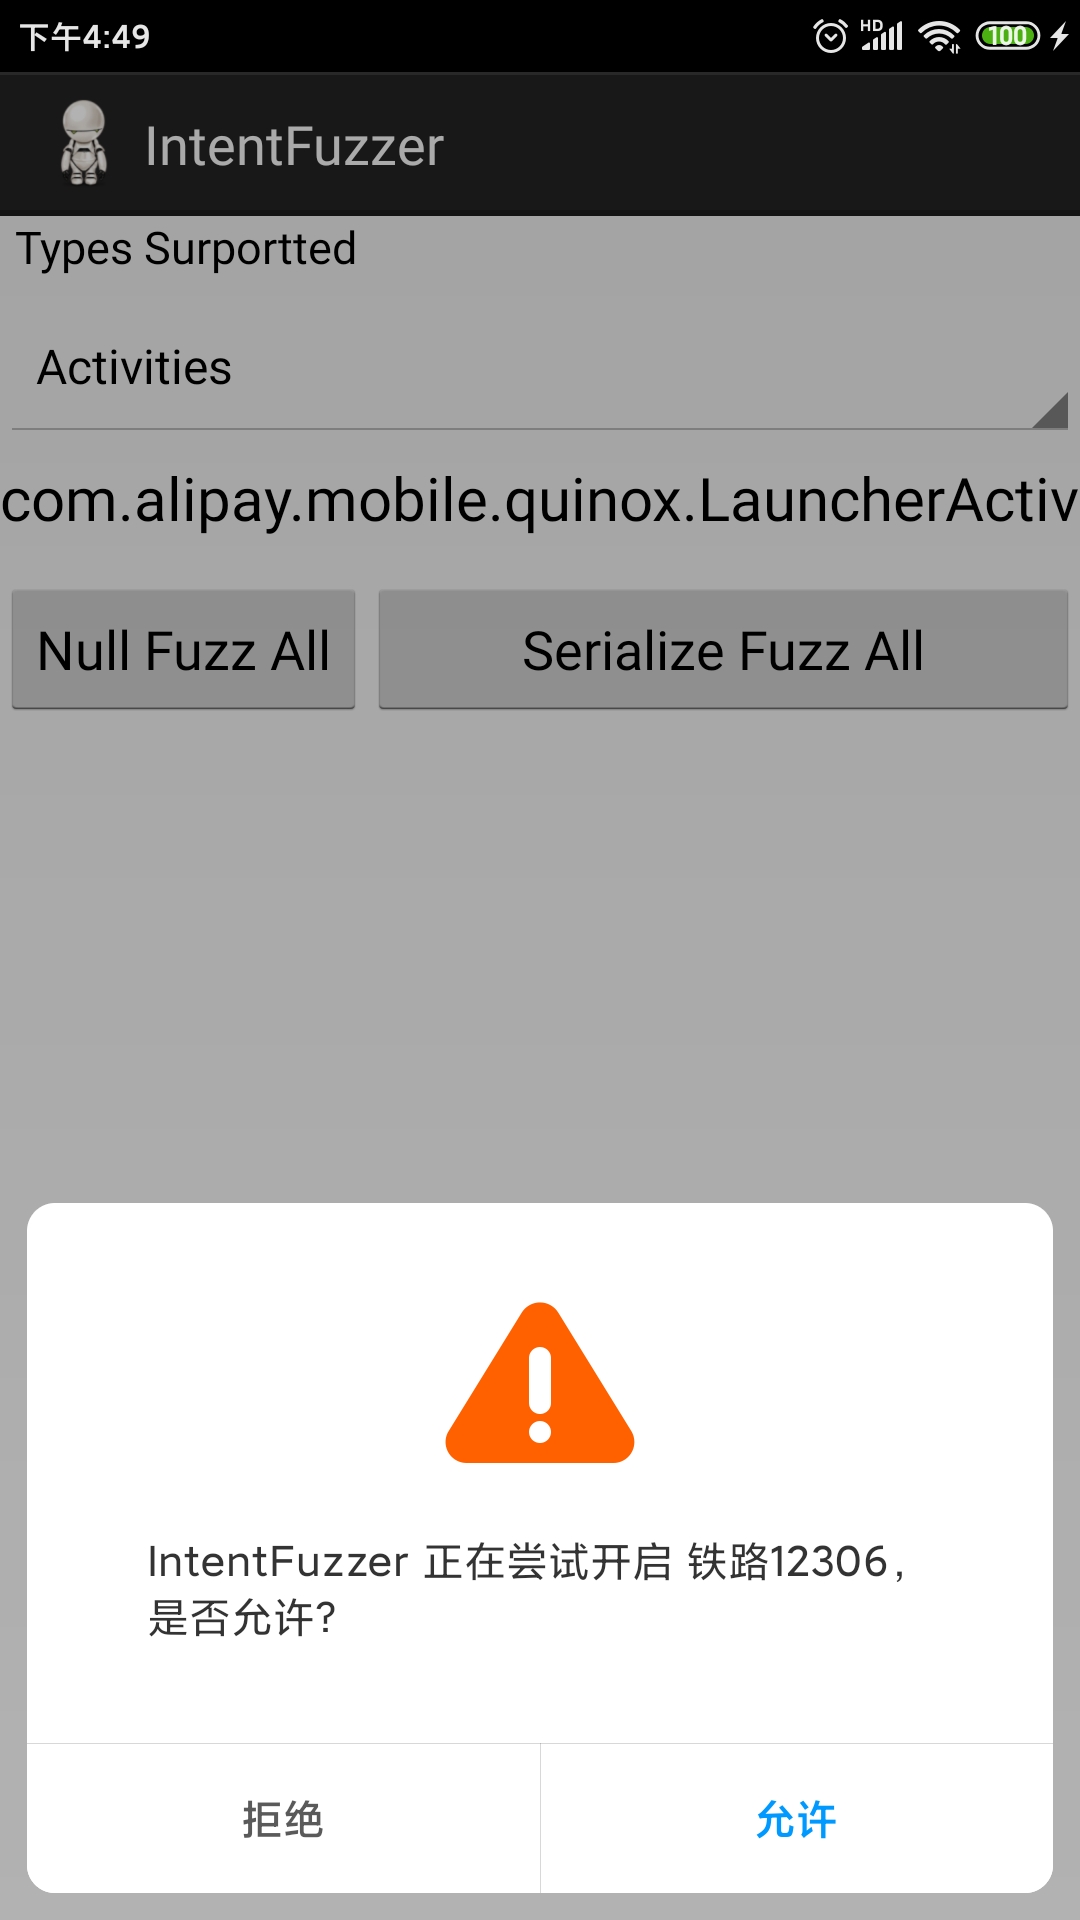 下午4:49
HD
100
IntentFuzzer
Types Surportted
Activities
com.alipay.mobile.quinox.LauncherActiv
Null Fuzz All
Serialize Fuzz All
IntentFuzzer 正在尝试开启 铁路12306，
是否允许?
拒绝
允许